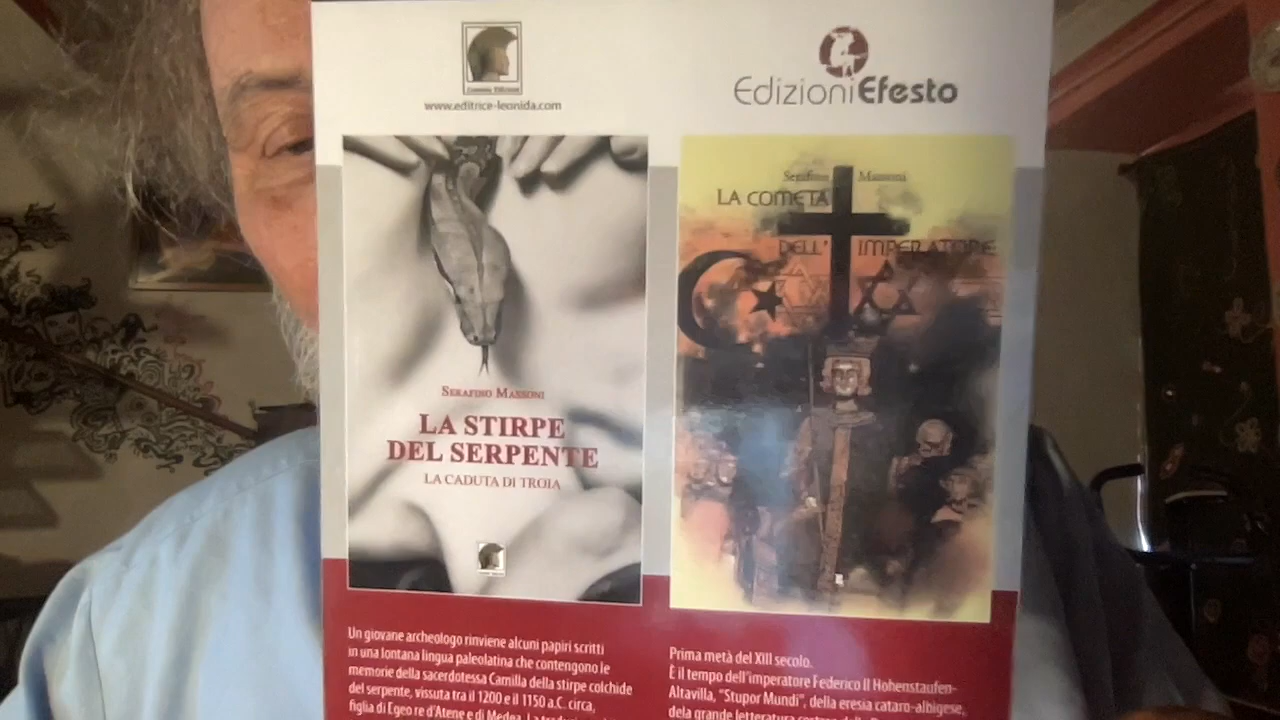 www.editrice-leonida.com
SERAFINO MASSONI
LA STIRPE
DEL SERPENTE
LA CADUTA DI TROIA
Un giovane archeologo rinviene alcuni papiri scritti
in una lontana lingua paleolatina che contengono le
memorie della sacerdotessa Camilla della stirpe colchide
del serpente, vissuta tra il 1200 e il 1150 a.C. circa,
figlia di Egeo re d'Atene e di Medea. La
EdizioniEfesto
Serafino Massoni
LA COMETA
DELL' IMPERATORE
Prima metà del XIII secolo.
È il tempo dell'imperatore Federico II Hohenstaufen-
Altavilla, "Stupor Mundi", della eresia cataro-albigese,
dela grande letteratura